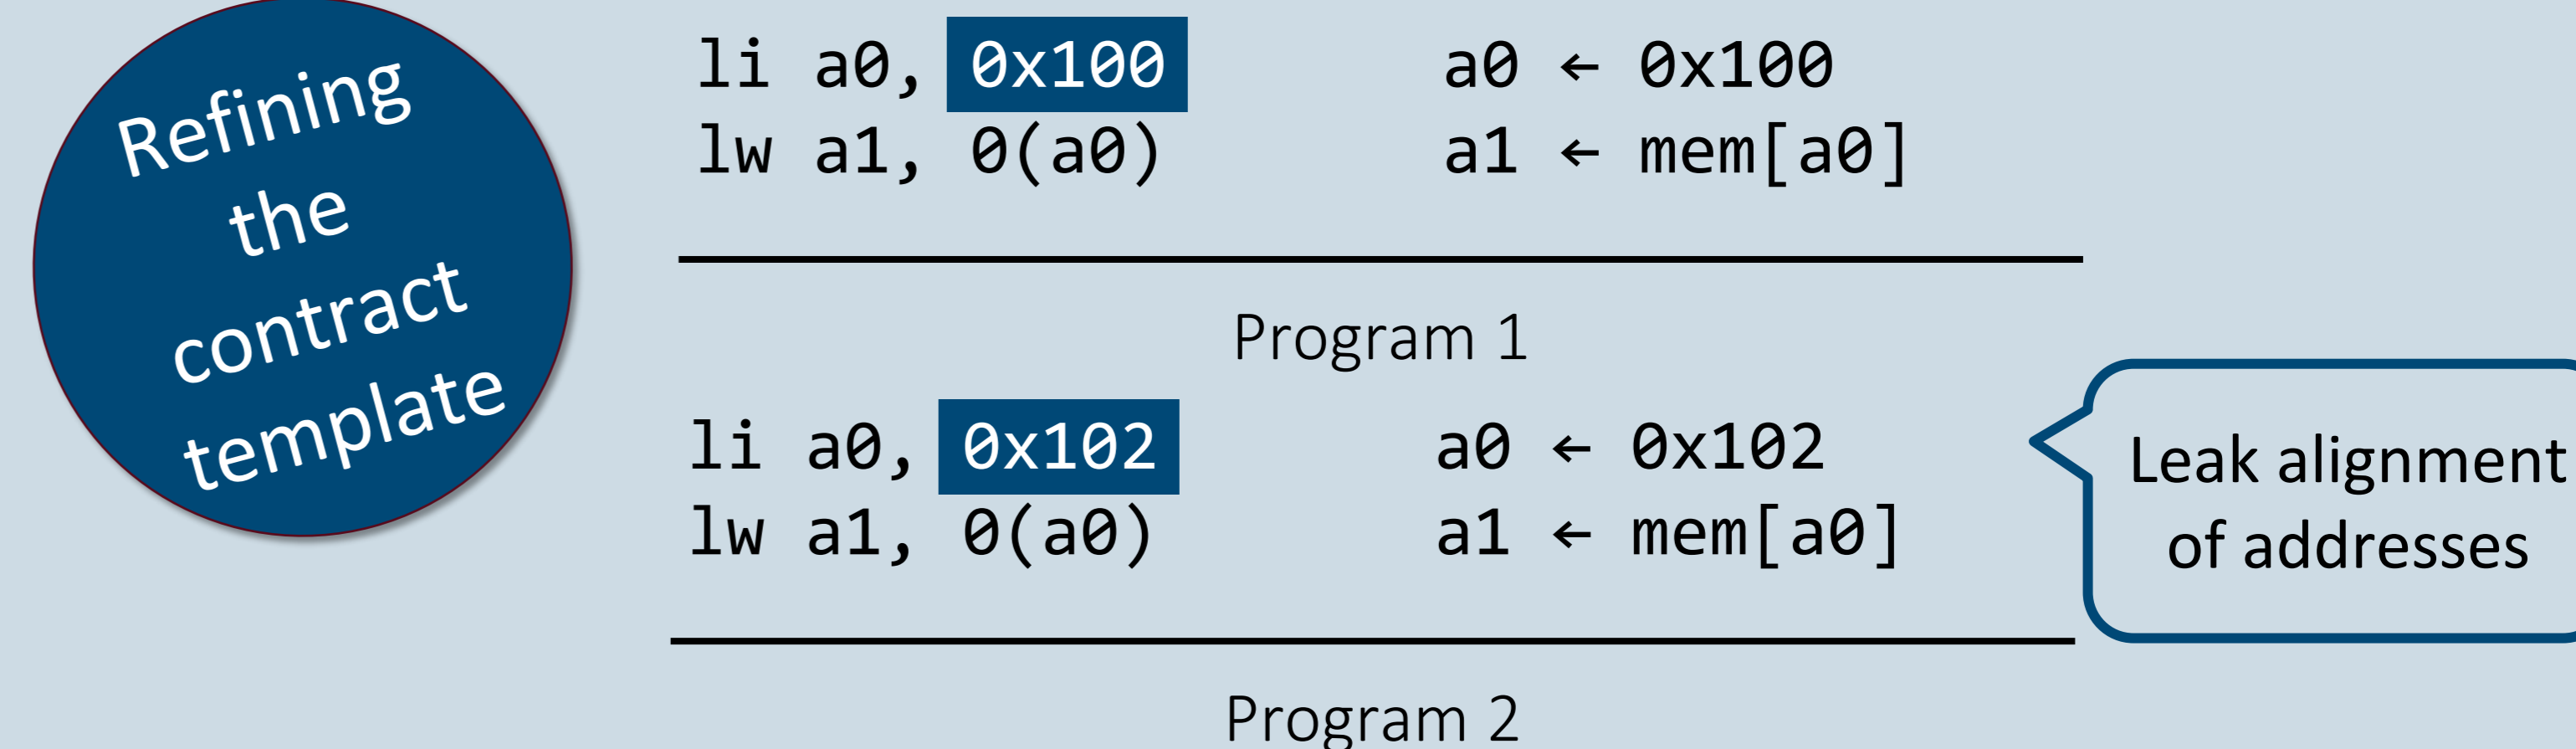 Refining
the
contract
template
li a0, 0x100    a0 ← 0x100
lw a1, 0(a0)    a1 ← mem[a0]
Program 1
li a0, 0x102    a0 ← 0x102
lw a1, 0(a0)    a1 ← mem[a0]
Leak alignment
of addresses
Program 2